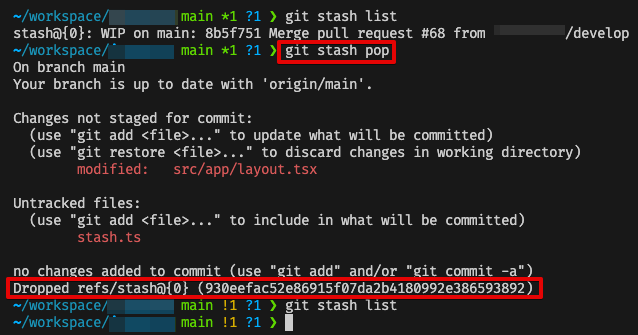 ~/workspace/ main *1 ?1 ❯ git stash list
stash@{0}: WIP on main: 8b5f751 Merge pull request #68 from /develop
~/workspace/ main *1 ?1 ❯ git stash pop
On branch main
Your branch is up to date with 'origin/main'.
Changes not staged for commit:
(use "git add <file>..." to update what will be committed)
(use "git restore <file>..." to discard changes in working directory)
modified: src/app/layout.tsx
Untracked files:
(use "git add <file>..." to include in what will be committed)
stash.ts
no changes added to commit (use "git add" and/or "git commit -a")
Dropped refs/stash@{0} (930eefac52e86915f07da2b4180992e386593892)
~/workspace/ main !1 ?1 ❯ git stash list
~/workspace/ main !1 ?1 ❯